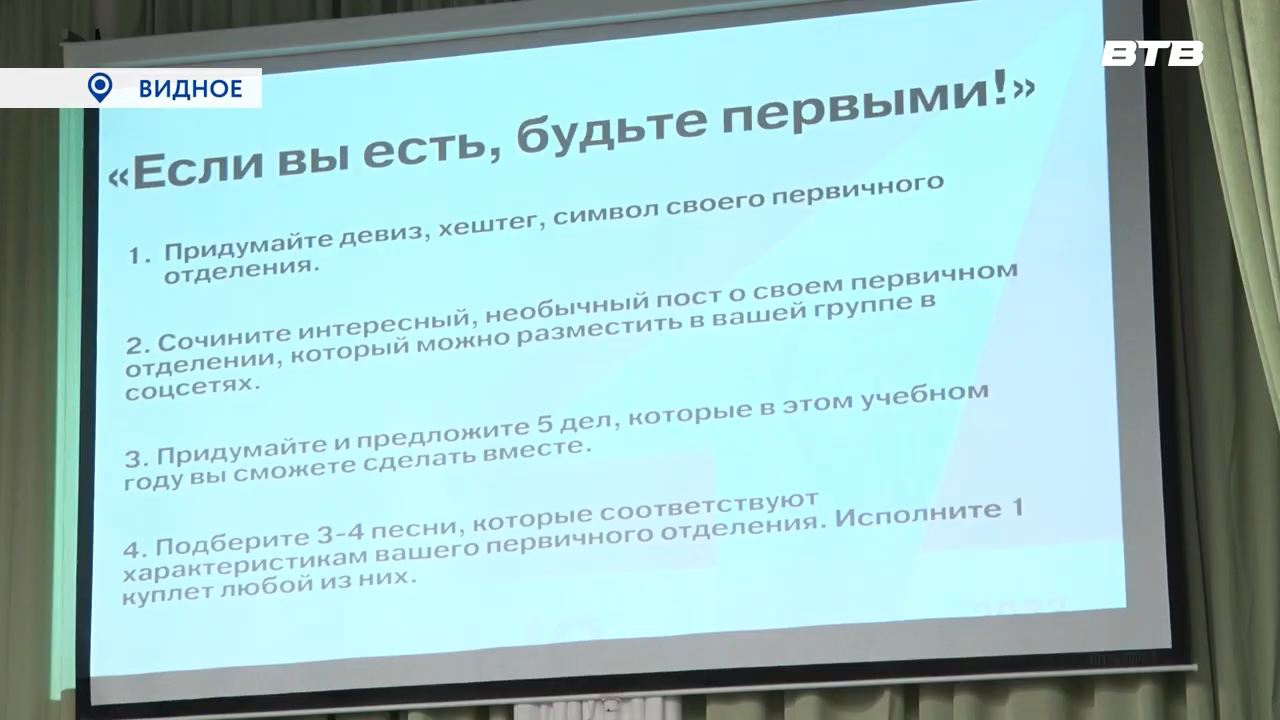 ВИДНОЕ
ВТВ
«Если вы есть, будьте первыми!»
1. Придумайте девиз, хештег, символ своего первичного
отделения.
2. Сочините интересный, необычный пост о своем первичном
отделении, который можно разместить в вашей группе в
соцсетях.
3. Придумайте и предложите 5 дел, которые в этом учебном
году вы сможете сделать вместе.
4. Подберите 3-4 песни, которые соответствуют
характеристикам вашего первичного отделения. Исполните 1
куплет любой из них.